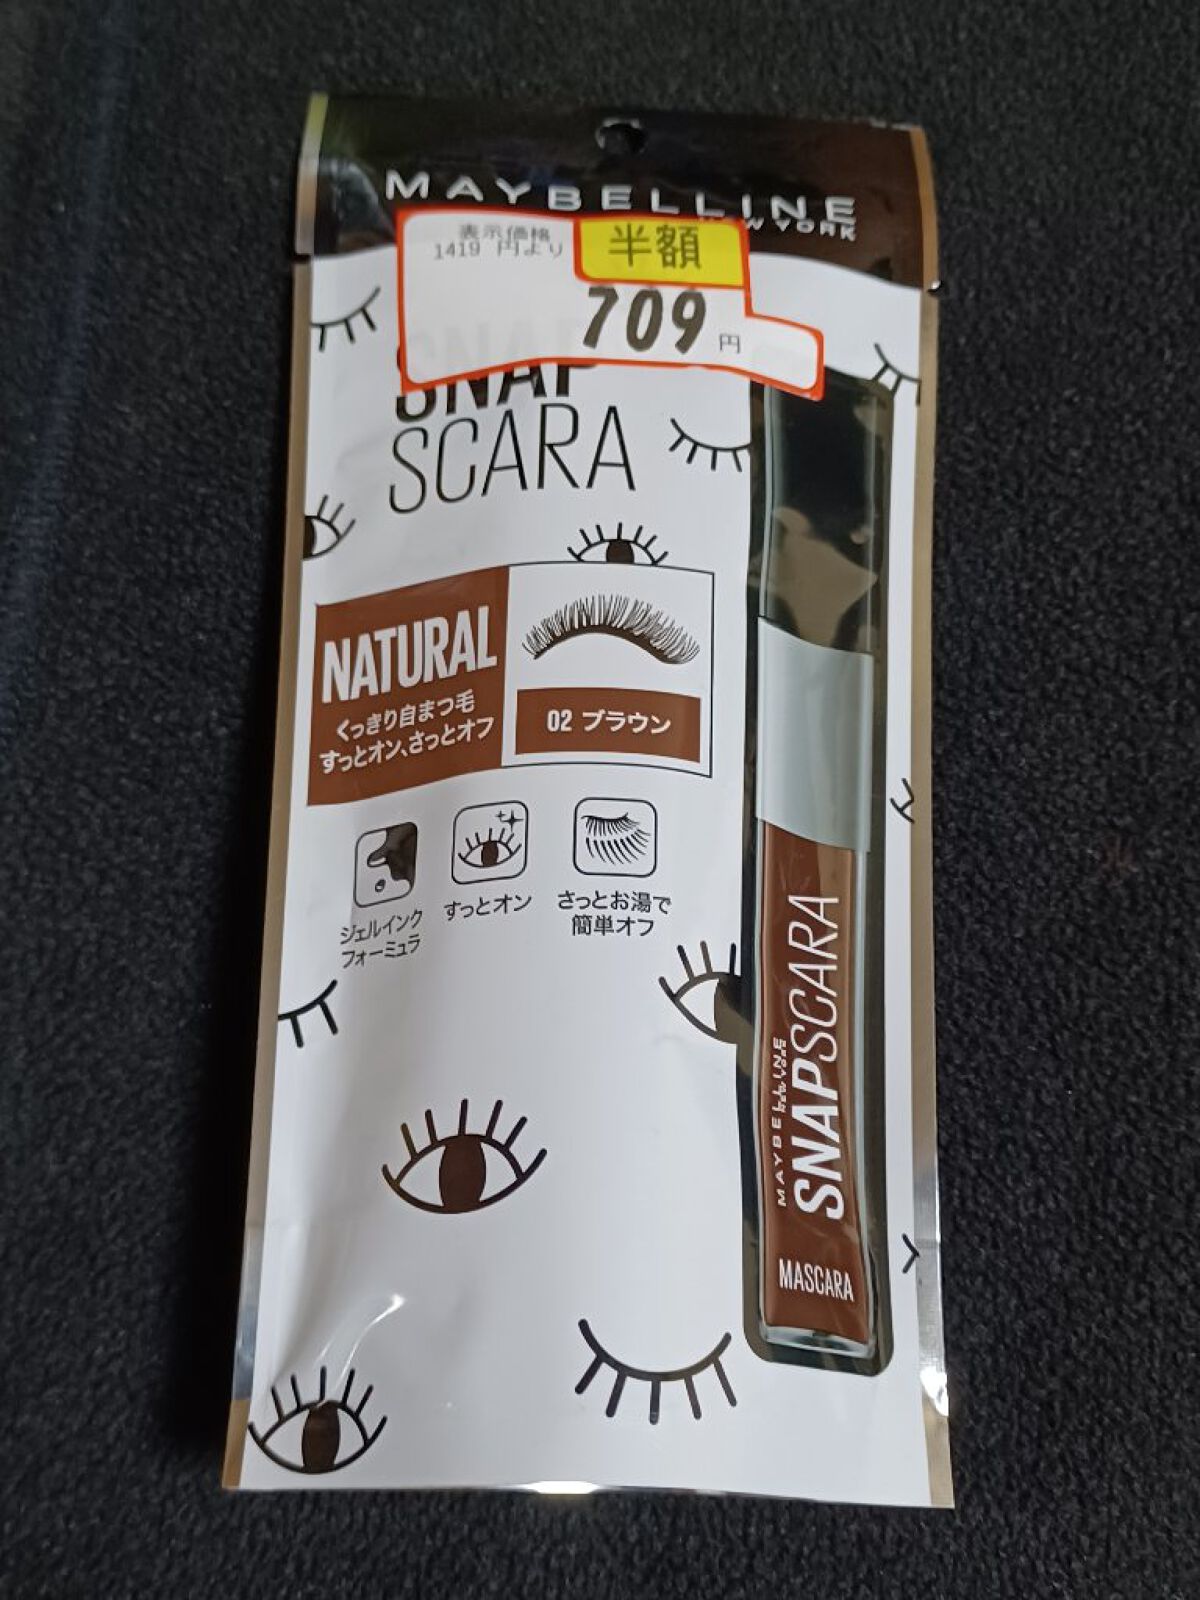 MAYBELLINE
NEW YORK
表示価格
1419 円より
半額
709 円
SNAP
SCARA
NATURAL
くっきり自まつ毛
すっとオン、さっとオフ
02 ブラウン
ジェルインク
フォーミュラ
すっとオン
さっとお湯で
簡単オフ
MAYBELLINE
NEW YORK
SNAPSCARA
MASCARA